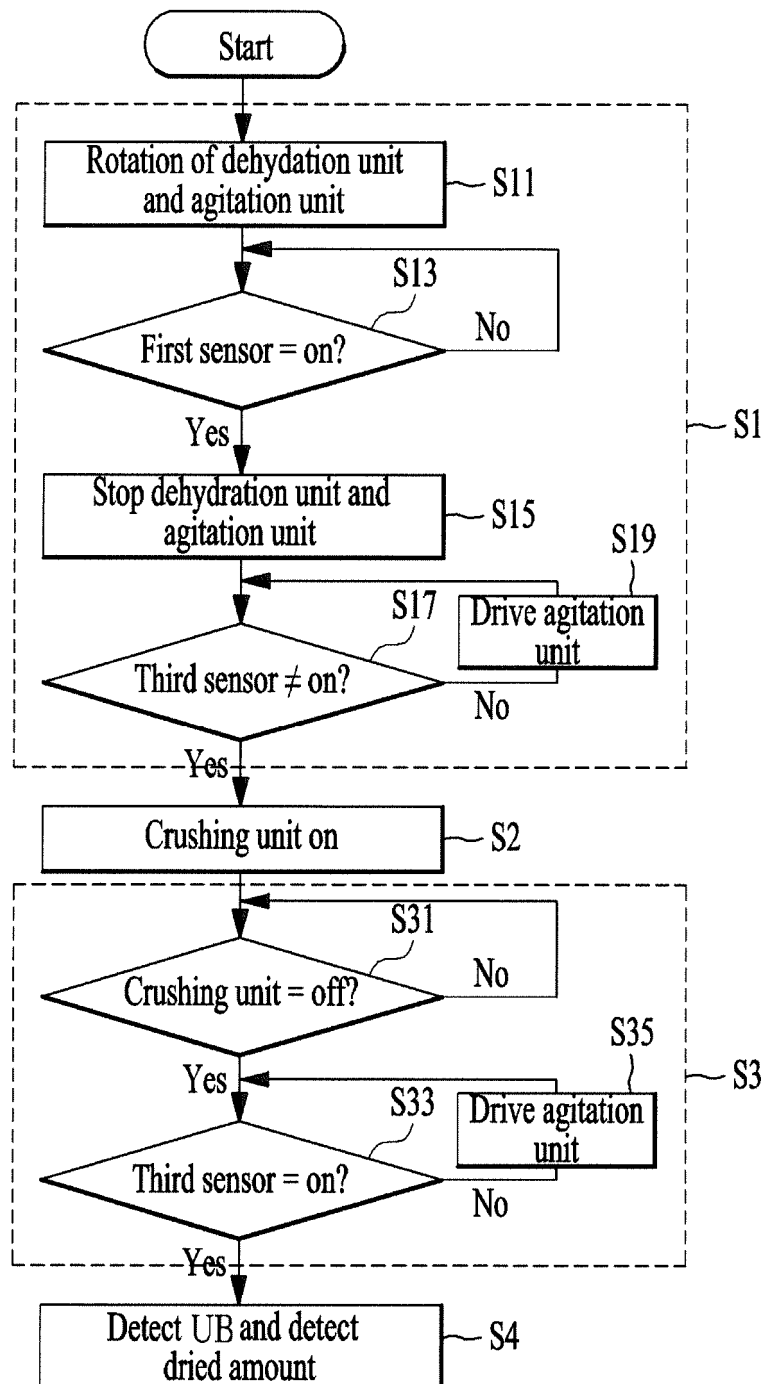 Start
Rotation of dehydation unit
and agitation unit
S11
S13
First sensor = on?
No
Yes
S1
Stop dehydration unit and
agitation unit
S15
S19
Drive agitation
unit
S17
Third sensor ≠ on?
No
Yes
Crushing unit on
S2
S31
Crushing unit = off?
No
Yes
S35
Drive agitation
unit
S3
S33
Third sensor = on?
No
Yes
Detect UB and detect
dried amount
S4